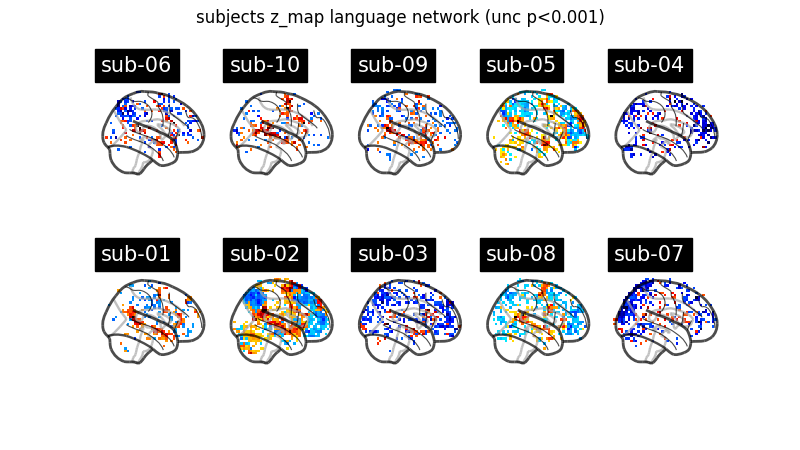 subjects z_map language network (unc p<0.001)
sub-06
sub-10
sub-09
sub-05
sub-04
sub-01
sub-02
sub-03
sub-08
sub-07